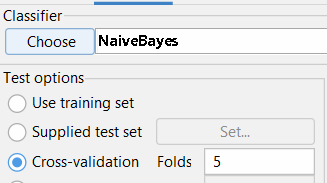 Classifier
Choose NaiveBayes
Test options
Use training set
Supplied test set Set...
Cross-validation Folds 5